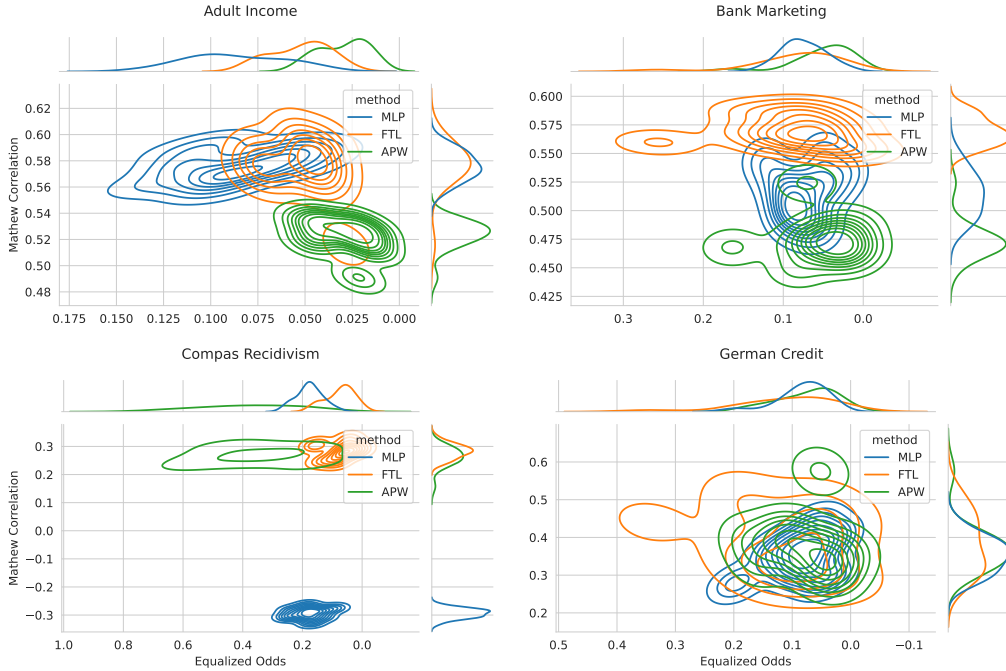 Adult Income
Mathew Correlation
0.62
0.60
0.58
0.56
0.54
0.52
0.50
0.48
0.175 0.125 0.100 0.075 0.050 0.025 0.000
method
MLP
FTL
APW
Bank Marketing
0.600
0.575
0.550
0.525
0.500
0.475
0.450
0.425
0.3 0.2 0.1 0.0
method
MLP
FTL
APW
Compas Recidivism
Mathew Correlation
0.3
0.2
0.1
0.0
−0.1
−0.2
−0.3
1.0 0.8 0.6 0.4 0.2 0.0
Equalized Odds
method
MLP
FTL
APW
German Credit
0.6
0.5
0.4
0.3
0.2
0.5 0.4 0.3 0.2 0.1 0.0 −0.1
Equalized Odds
method
MLP
FTL
APW